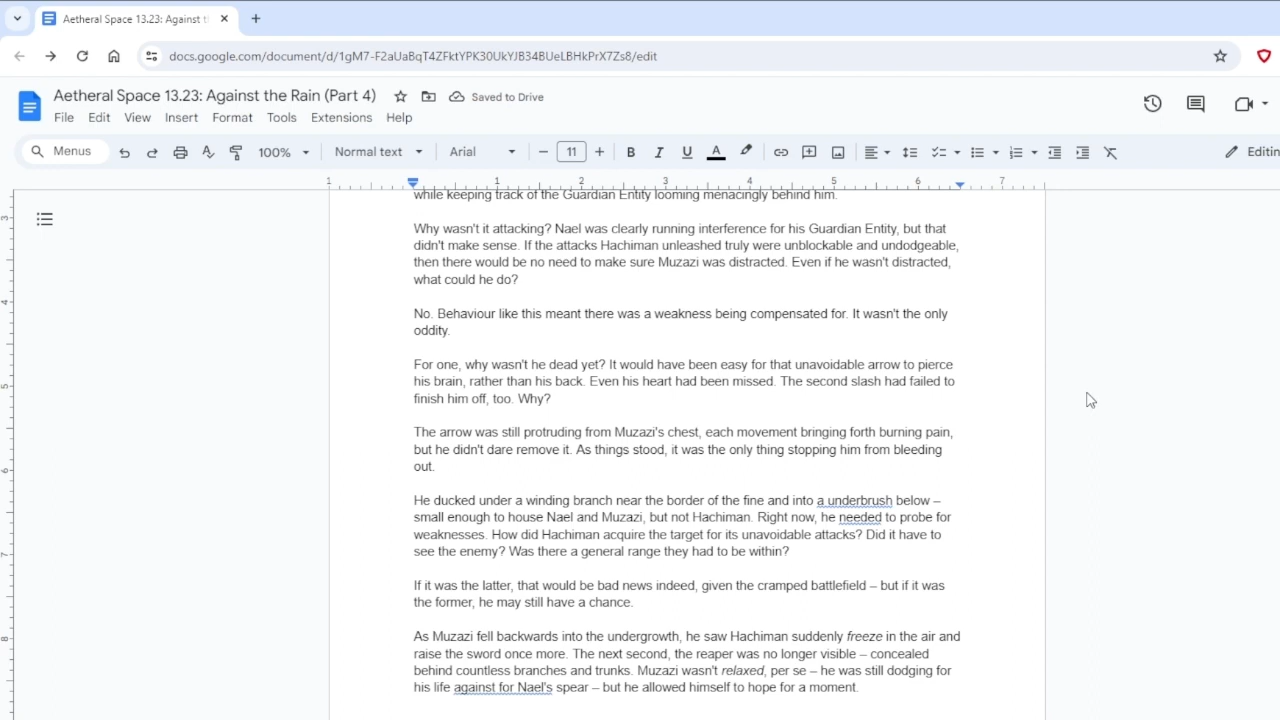 Aetheral Space 13.23: Against t
docs.google.com/document/d/1gM7-F2aUaBqT4ZFktYPK30UkYJB34BUeLBHkPrX7Zs8/edit
Aetheral Space 13.23: Against the Rain (Part 4)
Saved to Drive
File Edit View Insert Format Tools Extensions Help
Menus 100% Normal text Arial 11 Editin
1 1 2 3 4 5 6 7
while keeping track of the Guardian Entity looming menacingly behind him.
Why wasn't it attacking? Nael was clearly running interference for his Guardian Entity, but that
didn't make sense. If the attacks Hachiman unleashed truly were unblockable and undodgeable,
then there would be no need to make sure Muzazi was distracted. Even if he wasn't distracted,
what could he do?
No. Behaviour like this meant there was a weakness being compensated for. It wasn't the only
oddity.
For one, why wasn't he dead yet? It would have been easy for that unavoidable arrow to pierce
his brain, rather than his back. Even his heart had been missed. The second slash had failed to
finish him off, too. Why?
The arrow was still protruding from Muzazi's chest, each movement bringing forth burning pain,
but he didn't dare remove it. As things stood, it was the only thing stopping him from bleeding
out.
He ducked under a winding branch near the border of the fine and into a underbrush below –
small enough to house Nael and Muzazi, but not Hachiman. Right now, he needed to probe for
weaknesses. How did Hachiman acquire the target for its unavoidable attacks? Did it have to
see the enemy? Was there a general range they had to be within?
If it was the latter, that would be bad news indeed, given the cramped battlefield – but if it was
the former, he may still have a chance.
As Muzazi fell backwards into the undergrowth, he saw Hachiman suddenly freeze in the air and
raise the sword once more. The next second, the reaper was no longer visible – concealed
behind countless branches and trunks. Muzazi wasn't relaxed, per se – he was still dodging for
his life against for Nael's spear – but he allowed himself to hope for a moment.
3
4
5
6
7
8